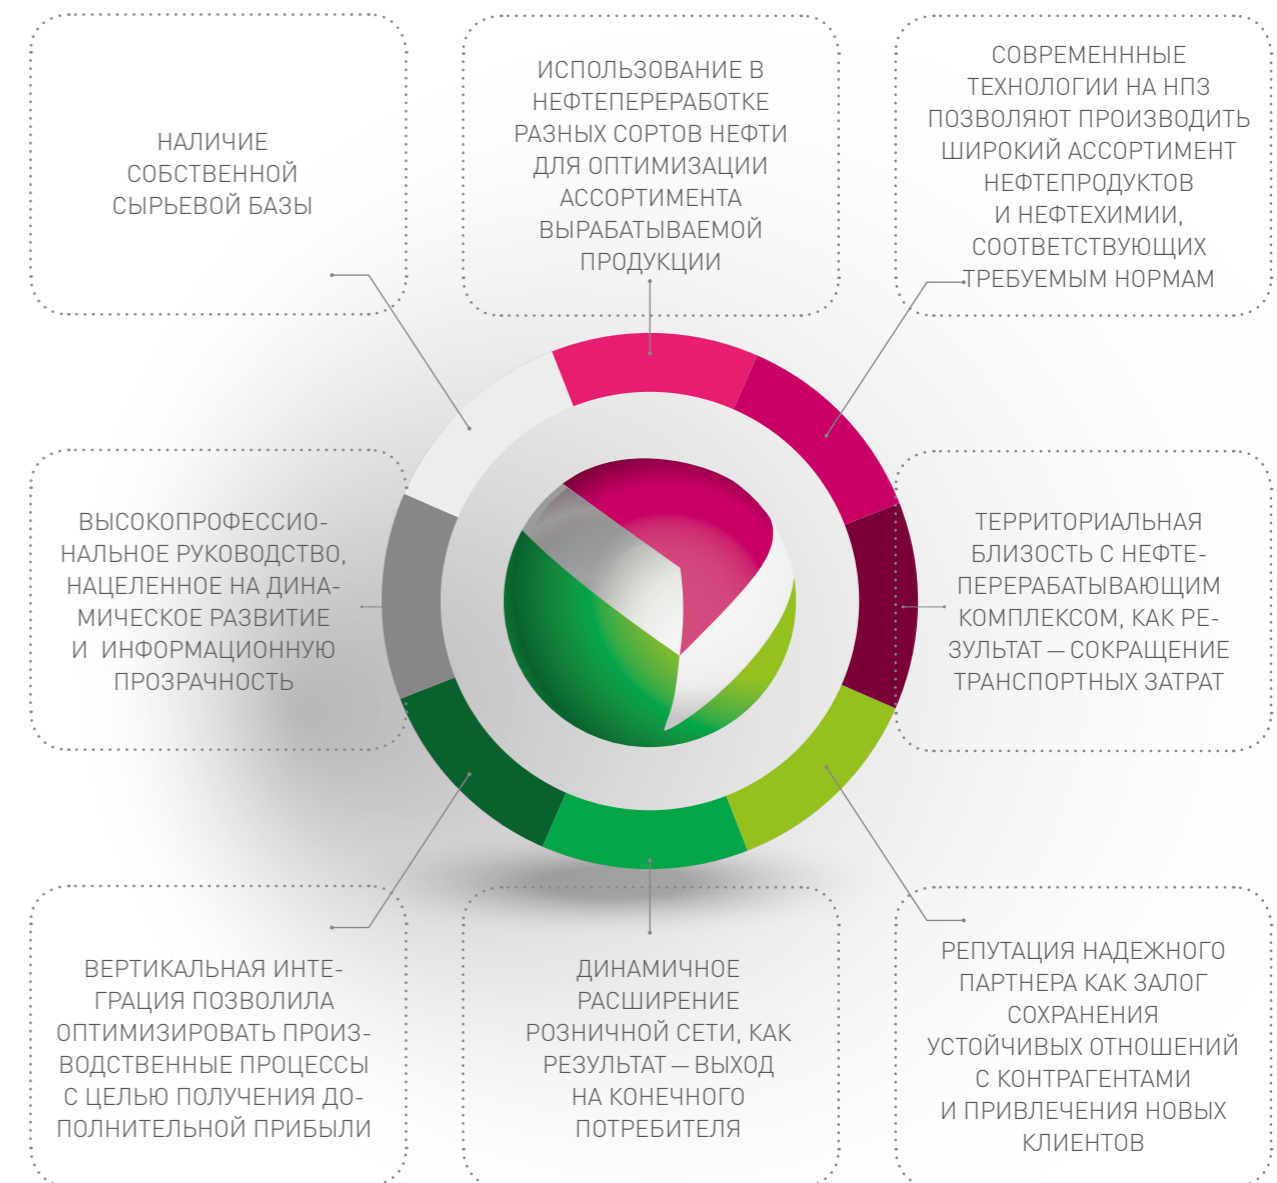 НАЛИЧИЕ
СОБСТВЕННОЙ
СЫРЬЕВОЙ БАЗЫ
ИСПОЛЬЗОВАНИЕ В
НЕФТЕПЕРЕРАБОТКЕ
РАЗНЫХ СОРТОВ НЕФТИ
ДЛЯ ОПТИМИЗАЦИИ
АССОРТИМЕНТА
ВЫРАБАТЫВАЕМОЙ
ПРОДУКЦИИ
СОВРЕМЕНННЫЕ
ТЕХНОЛОГИИ НА НПЗ
ПОЗВОЛЯЮТ ПРОИЗВОДИТЬ
ШИРОКИЙ АССОРТИМЕНТ
НЕФТЕПРОДУКТОВ
И НЕФТЕХИМИИ,
СООТВЕТСТВУЮЩИХ
ТРЕБУЕМЫМ НОРМАМ
ВЫСОКОПРОФЕССИО-
НАЛЬНОЕ РУКОВОДСТВО,
НАЦЕЛЕННОЕ НА ДИНА-
МИЧЕСКОЕ РАЗВИТИЕ
И ИНФОРМАЦИОННУЮ
ПРОЗРАЧНОСТЬ
ТЕРРИТОРИАЛЬНАЯ
БЛИЗОСТЬ С НЕФТЕ-
ПЕРЕРАБАТЫВАЮЩИМ
КОМПЛЕКСОМ, КАК РЕ-
ЗУЛЬТАТ — СОКРАЩЕНИЕ
ТРАНСПОРТНЫХ ЗАТРАТ
ВЕРТИКАЛЬНАЯ ИНТЕ-
ГРАЦИЯ ПОЗВОЛИЛА
ОПТИМИЗИРОВАТЬ ПРОИЗ-
ВОДСТВЕННЫЕ ПРОЦЕССЫ
С ЦЕЛЬЮ ПОЛУЧЕНИЯ ДО-
ПОЛНИТЕЛЬНОЙ ПРИБЫЛИ
ДИНАМИЧНОЕ
РАСШИРЕНИЕ
РОЗНИЧНОЙ СЕТИ, КАК
РЕЗУЛЬТАТ — ВЫХОД
НА КОНЕЧНОГО
ПОТРЕБИТЕЛЯ
РЕПУТАЦИЯ НАДЕЖНОГО
ПАРТНЕРА КАК ЗАЛОГ
СОХРАНЕНИЯ
УСТОЙЧИВЫХ ОТНОШЕНИЙ
С КОНТРАГЕНТАМИ
И ПРИВЛЕЧЕНИЯ НОВЫХ
КЛИЕНТОВ